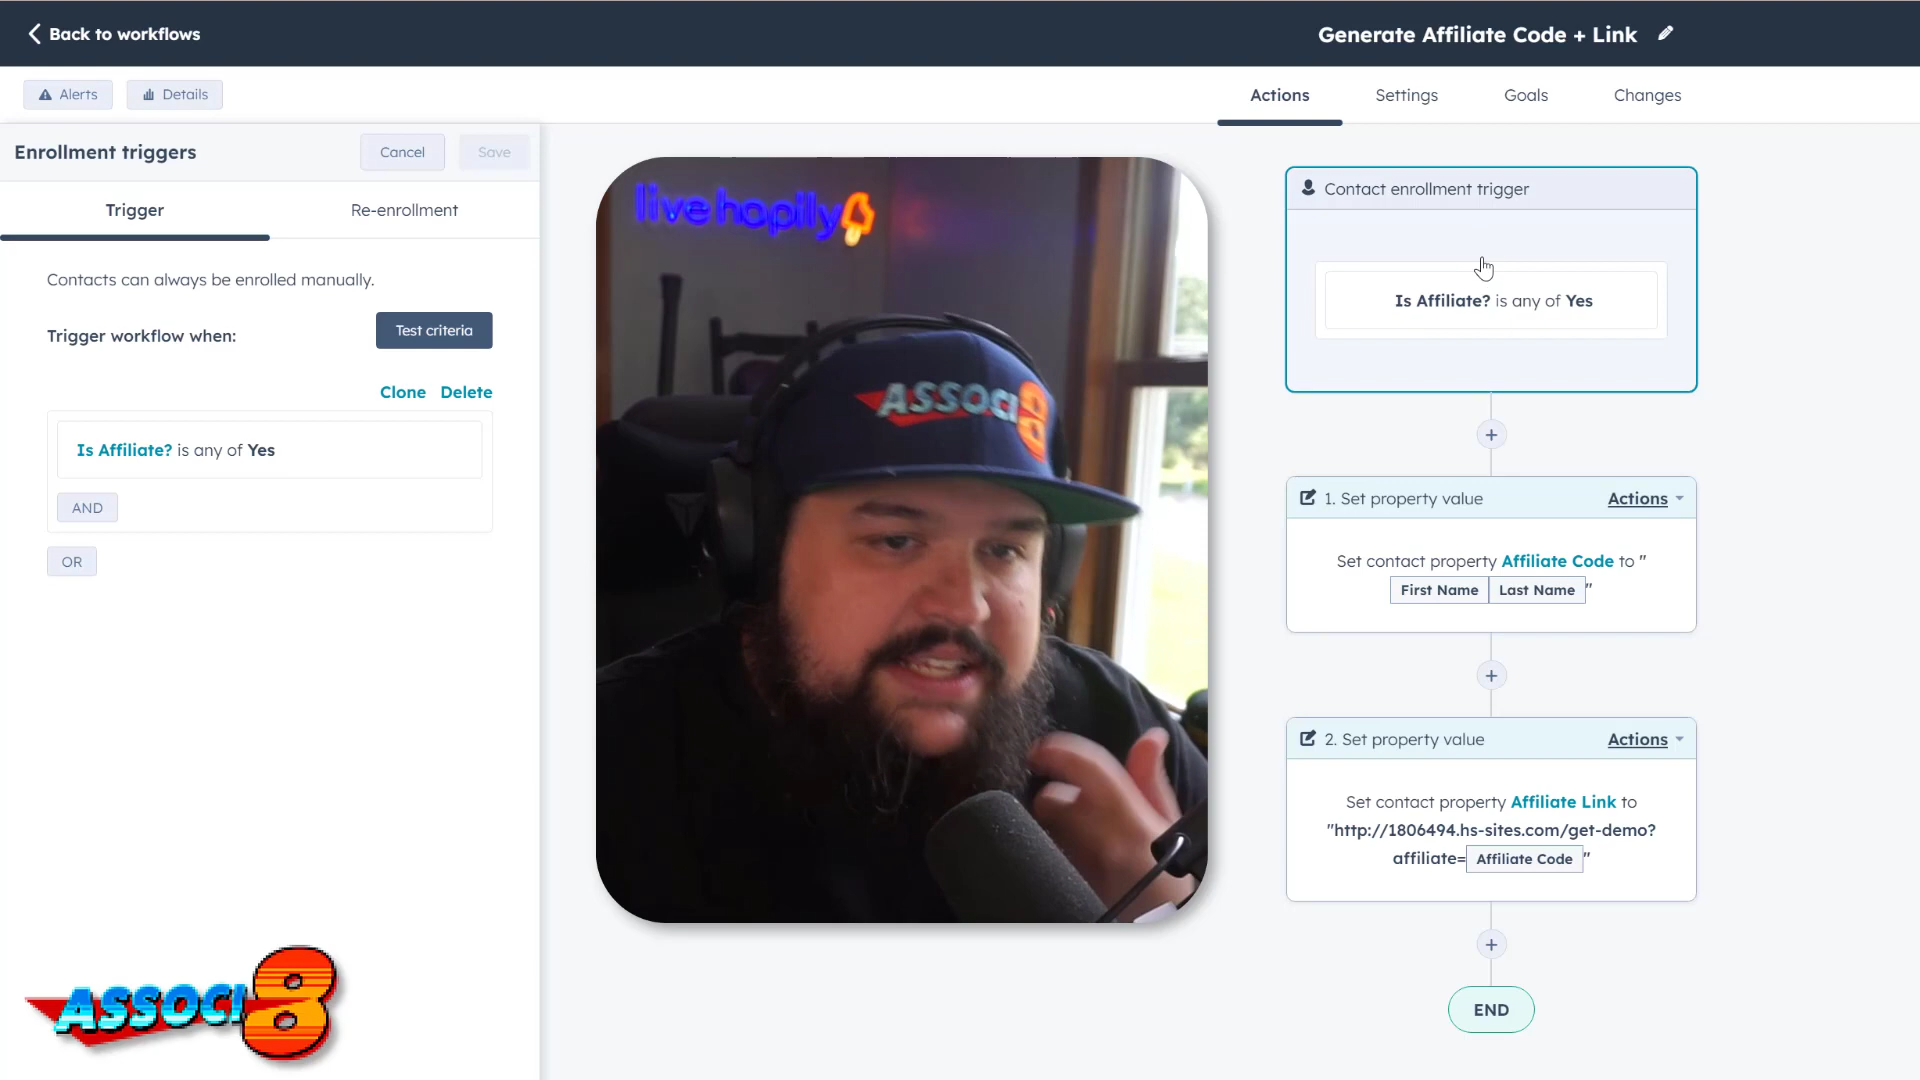 Back to workflows
Generate Affiliate Code + Link
Alerts
Details
Actions
Settings
Goals
Changes
Enrollment triggers
Cancel
Save
Trigger
Re-enrollment
Contacts can always be enrolled manually.
Trigger workflow when:
Test criteria
Clone
Delete
Is Affiliate? is any of Yes
AND
OR
live hapilly
ASSOCI8
Contact enrollment trigger
Is Affiliate? is any of Yes
1. Set property value
Actions
Set contact property Affiliate Code to "
First Name Last Name "
2. Set property value
Actions
Set contact property Affiliate Link to
"http://1806494.hs-sites.com/get-demo?
affiliate= Affiliate Code "
END
ASSOCI8